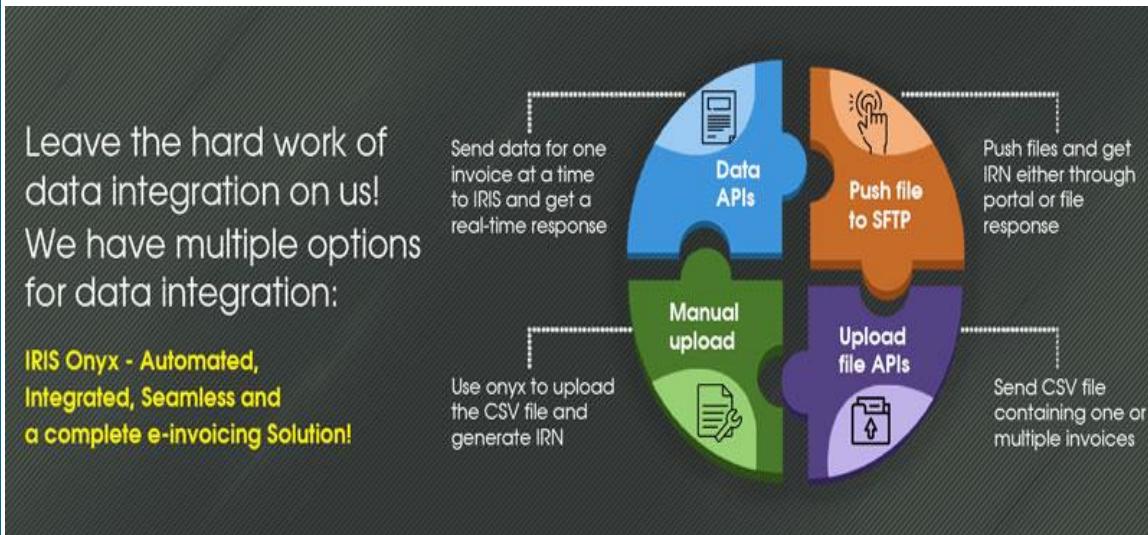 Leave the hard work of
data integration on us!
We have multiple options
for data integration:
IRIS Onyx - Automated,
Integrated, Seamless and
a complete e-invoicing Solution!
Send data for one
invoice at a time
to IRIS and get a
real-time response
Data
APIs
Push file
to SFTP
Push files and get
IRN either through
portal or file
response
Use onyx to upload
the CSV file and
generate IRN
Manual
upload
Upload
file APIs
Send CSV file
containing one or
multiple invoices